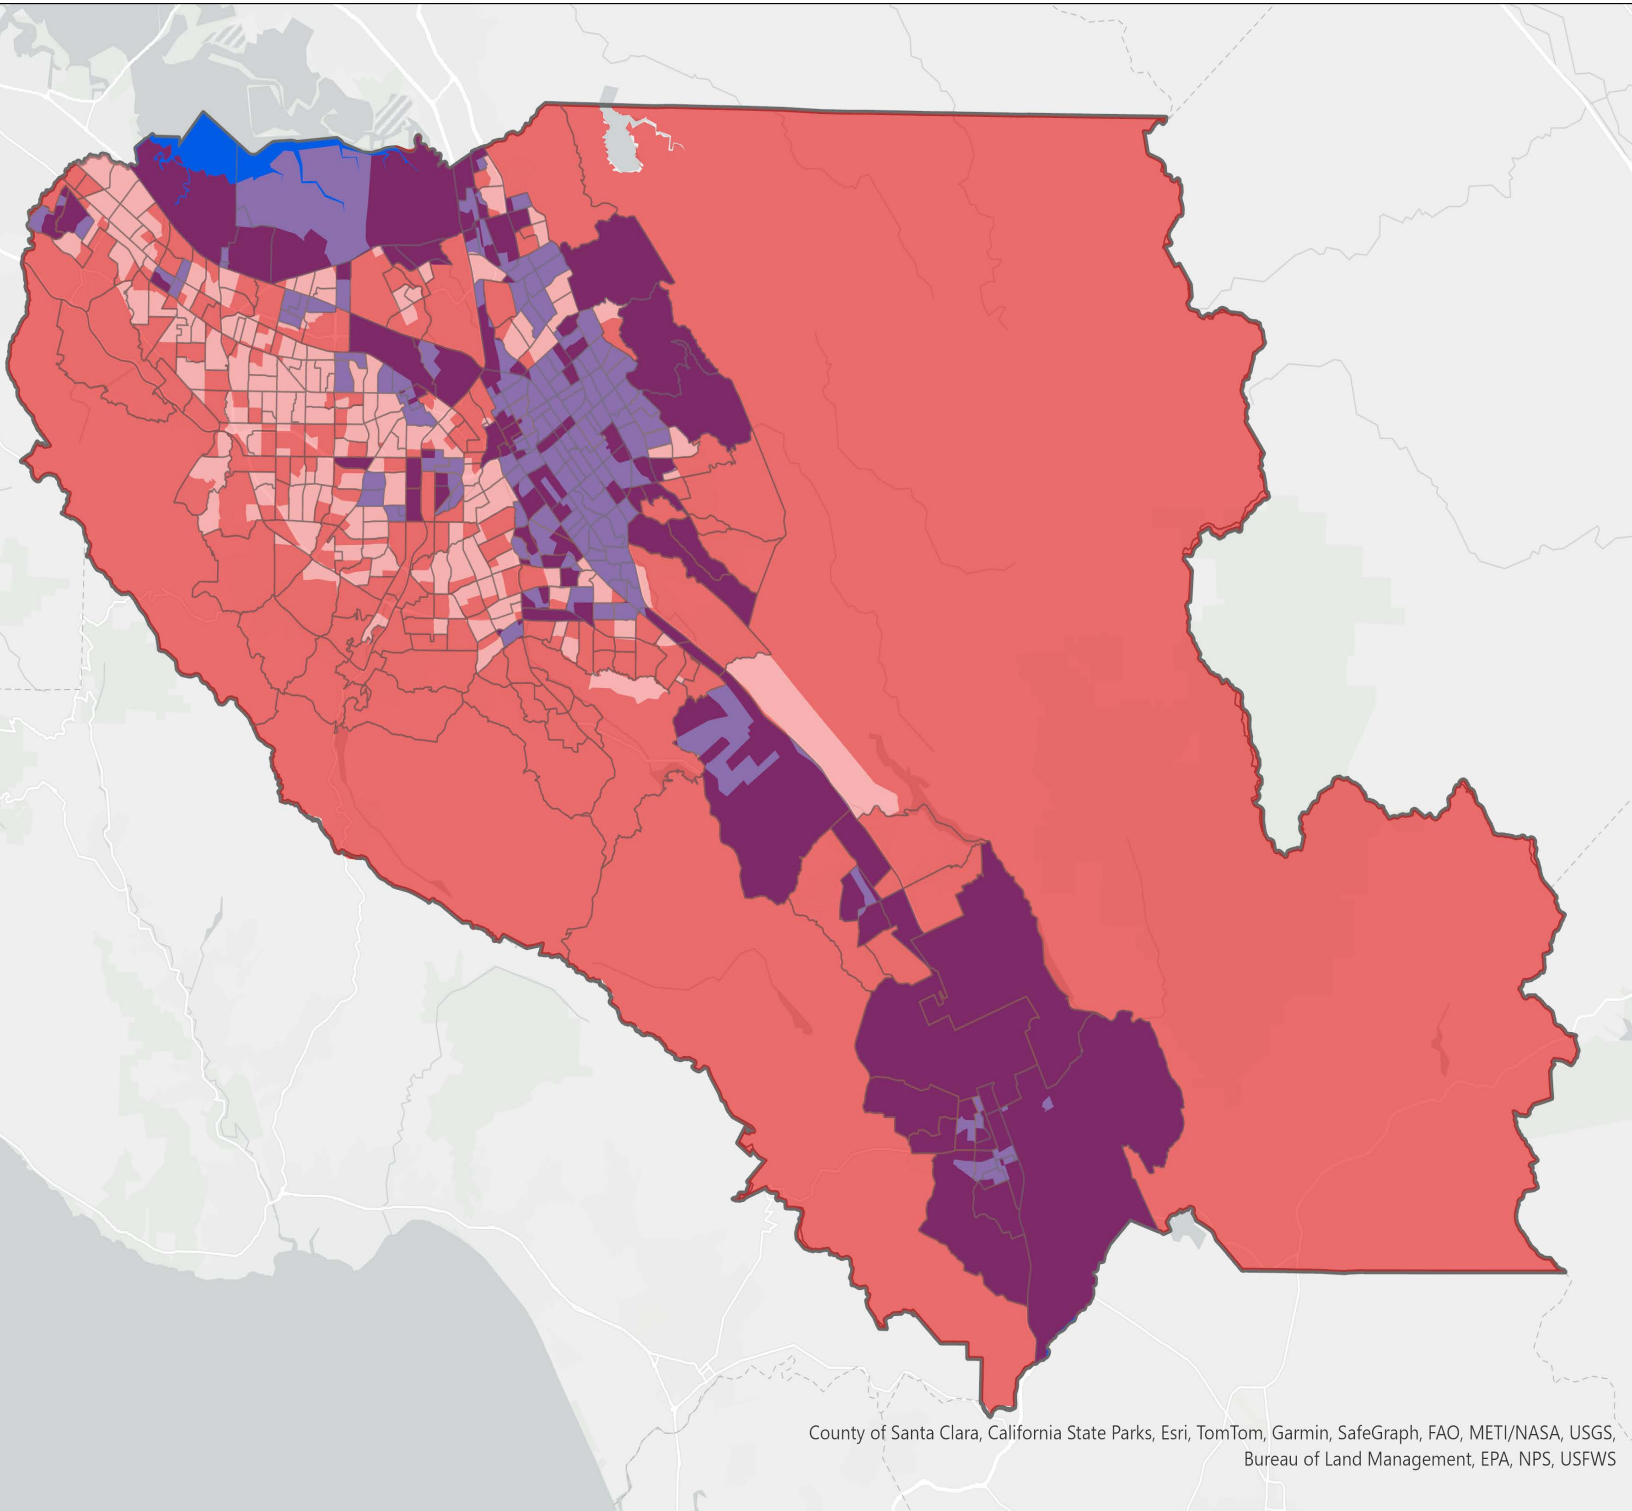 County of Santa Clara, California State Parks, Esri, TomTom, Garmin, SafeGraph, FAO, METI/NASA, USGS,
Bureau of Land Management, EPA, NPS, USFWS